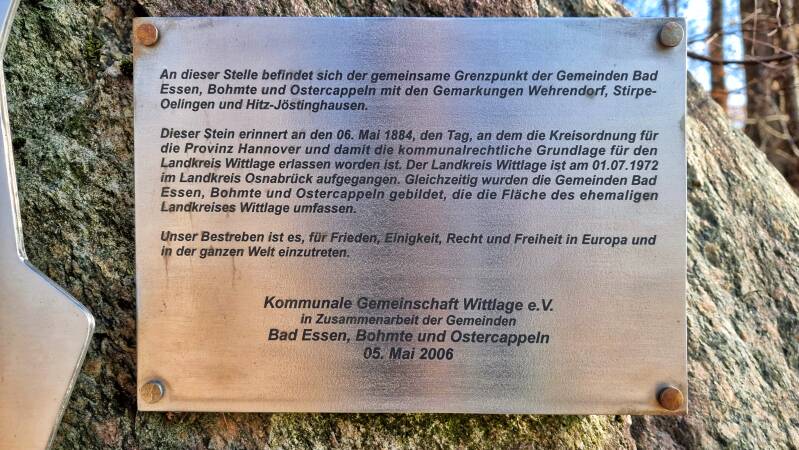 An dieser Stelle befindet sich der gemeinsame Grenzpunkt der Gemeinden Bad
Essen, Bohmte und Ostercappeln mit den Gemarkungen Wehrendorf, Stirpe-
Oelingen und Hitz-Jöstinghausen.
Dieser Stein erinnert an den 06. Mai 1884, den Tag, an dem die Kreisordnung für
die Provinz Hannover und damit die kommunalrechtliche Grundlage für den
Landkreis Wittlage erlassen worden ist. Der Landkreis Wittlage ist am 01.07.1972
im Landkreis Osnabrück aufgegangen. Gleichzeitig wurden die Gemeinden Bad
Essen, Bohmte und Ostercappeln gebildet, die die Fläche des ehemaligen
Landkreises Wittlage umfassen.
Unser Bestreben ist es, für Frieden, Einigkeit, Recht und Freiheit in Europa und
in der ganzen Welt einzutreten.
Kommunale Gemeinschaft Wittlage e.V.
in Zusammenarbeit der Gemeinden
Bad Essen, Bohmte und Ostercappeln
05. Mai 2006